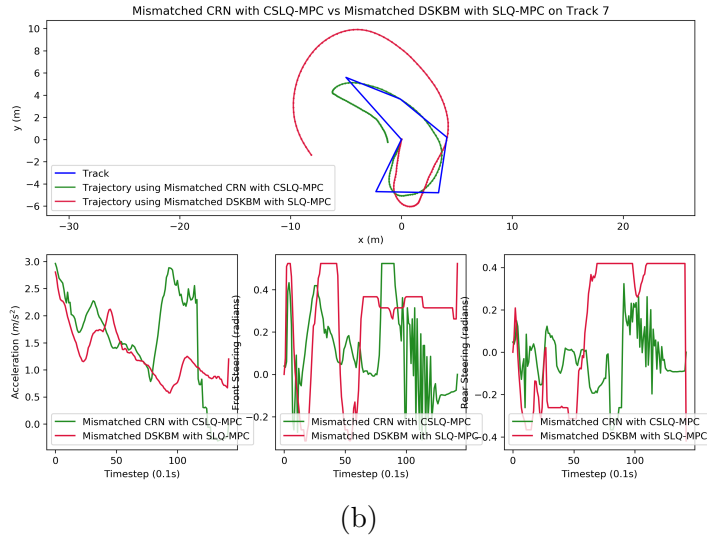 Mismatched CRN with CSLQ-MPC vs Mismatched DSKBM with SLQ-MPC on Track 7
10
8
6
4
2
0
−2
−4
−6
y (m)
Track
Trajectory using Mismatched CRN with CSLQ-MPC
Trajectory using Mismatched DSKBM with SLQ-MPC
−30
−20
−10
0
10
20
x (m)
3.0
2.5
2.0
1.5
1.0
0.5
0.0
Acceleration (m/s²)
Mismatched CRN with CSLQ-MPC
Mismatched DSKBM with SLQ-MPC
0
50
100
Timestep (0.1s)
0.4
0.2
0.0
−0.2
Front Steering (radians)
Mismatched CRN with CSLQ-MPC
Mismatched DSKBM with SLQ-MPC
0
50
100
Timestep (0.1s)
0.4
0.2
0.0
−0.2
−0.4
Rear Steering (radians)
Mismatched CRN with CSLQ-MPC
Mismatched DSKBM with SLQ-MPC
0
50
100
Timestep (0.1s)
(b)